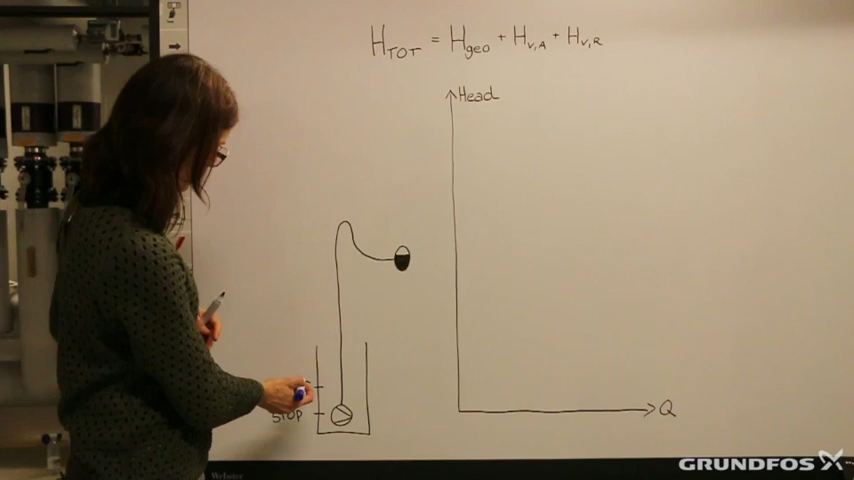 H_TOT = H_geo + H_v,A + H_v,R
Head
STOP
Q
GRUNDFOS